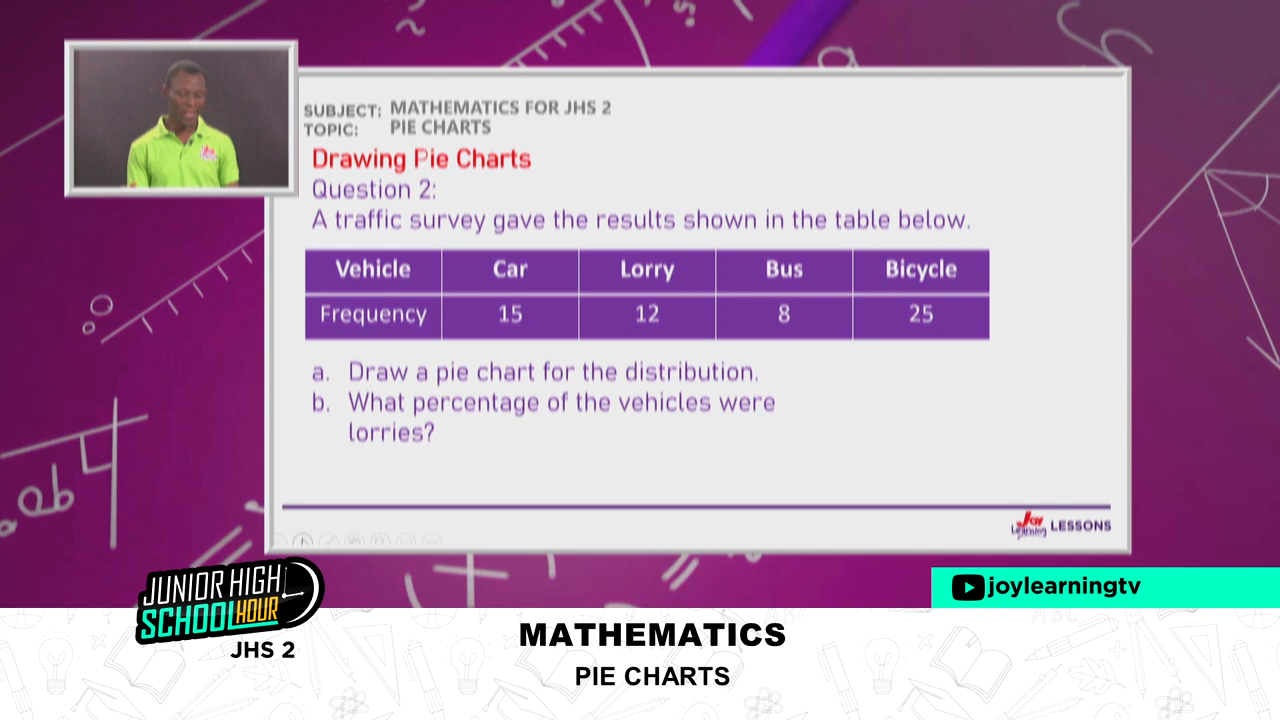 SUBJECT: MATHEMATICS FOR JHS 2
TOPIC: PIE CHARTS
Drawing Pie Charts
Question 2:
A traffic survey gave the results shown in the table below.
Vehicle Car Lorry Bus Bicycle
Frequency 15 12 8 25
a. Draw a pie chart for the distribution.
b. What percentage of the vehicles were
lorries?
Joy Learning LESSONS
JUNIOR HIGH
SCHOOL HOUR
JHS 2
joylearningtv
MATHEMATICS
PIE CHARTS